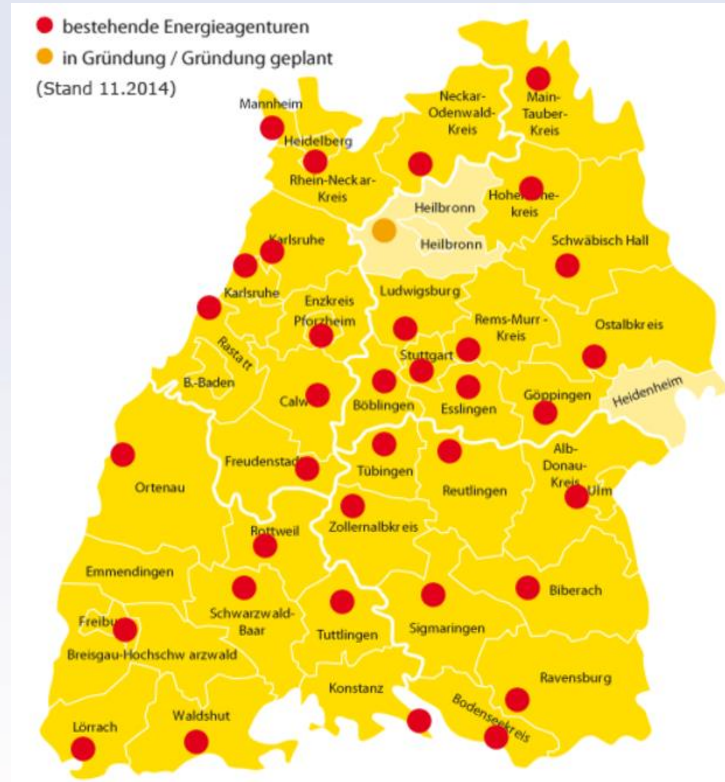 bestehende Energieagenturen
in Gründung / Gründung geplant
(Stand 11.2014)
Mannheim
Heidelberg
Rhein-Neckar-
Kreis
Neckar-
Odenwald-
Kreis
Main-
Tauber-
Kreis
Heilbronn
Heilbronn
Schwäbisch Hall
Karlsruhe
Karlsruhe
Enzkreis
Pforzheim
Ludwigsburg
Rems-Murr -
Kreis
Ostalbkreis
Rastatt
B.-Baden
Stuttgart
Calw
Böblingen
Esslingen
Göppingen
Heidenheim
Freudenstadt
Tübingen
Reutlingen
Alb-
Donau-
Kreis
Ulm
Ortenau
Zollernalbkreis
Rottweil
Emmendingen
Biberach
Schwarzwald-
Baar
Tuttlingen
Sigmaringen
Breisgau-Hochschw arzwald
Konstanz
Ravensburg
Bodenseekreis
Lörrach
Waldshut